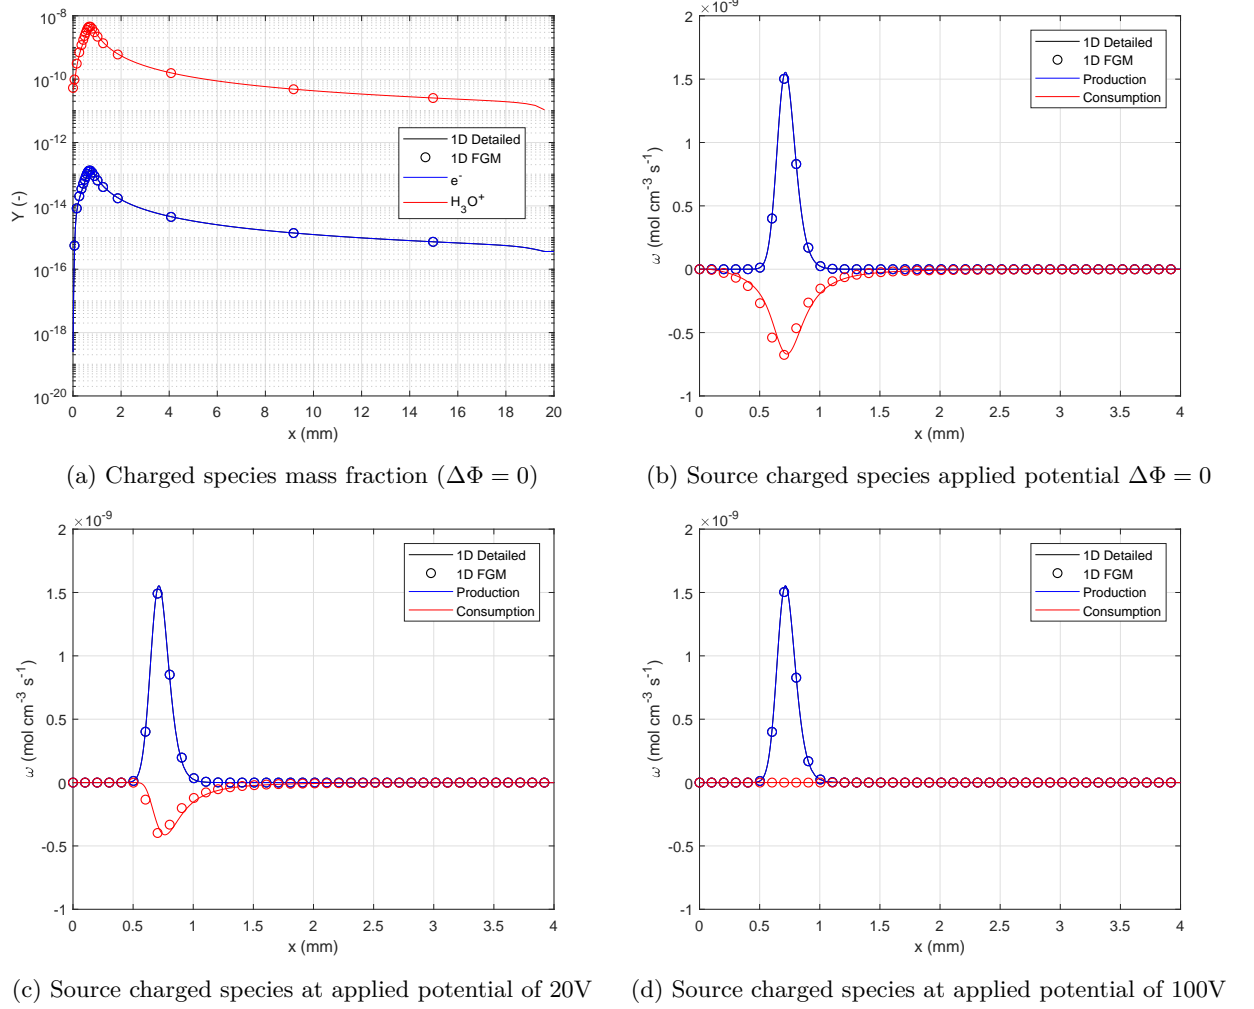 10^-8
10^-10
10^-12
10^-14
10^-16
10^-18
10^-20
Y (-)
0 2 4 6 8 10 12 14 16 18 20
x (mm)
1D Detailed
1D FGM
e^-
H_3O^+
(a) Charged species mass fraction (ΔΦ = 0)
×10^-9
2
1.5
1
0.5
0
-0.5
-1
ω (mol cm^-3 s^-1)
0 0.5 1 1.5 2 2.5 3 3.5 4
x (mm)
1D Detailed
1D FGM
Production
Consumption
(b) Source charged species applied potential ΔΦ = 0
×10^-9
2
1.5
1
0.5
0
-0.5
-1
ω (mol cm^-3 s^-1)
0 0.5 1 1.5 2 2.5 3 3.5 4
x (mm)
1D Detailed
1D FGM
Production
Consumption
(c) Source charged species at applied potential of 20V
×10^-9
2
1.5
1
0.5
0
-0.5
-1
ω (mol cm^-3 s^-1)
0 0.5 1 1.5 2 2.5 3 3.5 4
x (mm)
1D Detailed
1D FGM
Production
Consumption
(d) Source charged species at applied potential of 100V